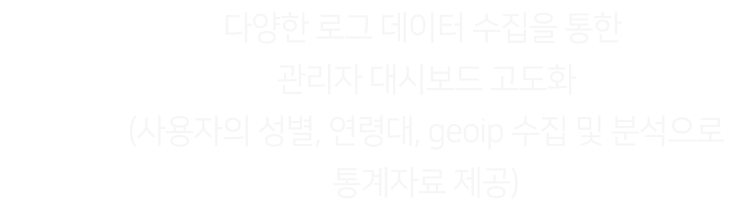 다양한 로그 데이터 수집을 통한
관리자 대시보드 고도화
(사용자의 성별, 연령대, geoip 수집 및 분석으로
통계자료 제공)